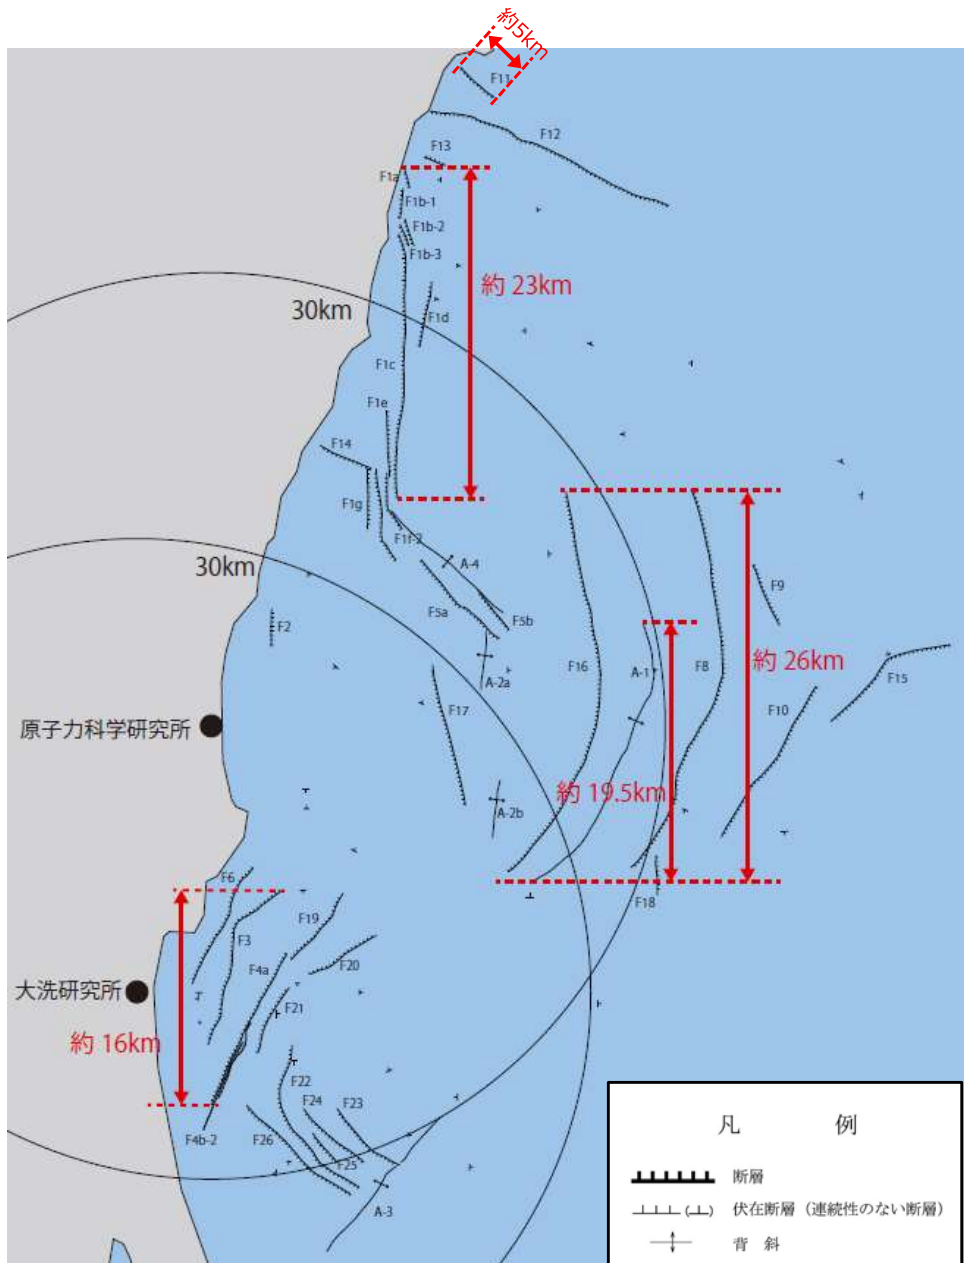 約5km
F11
F12
F13
F1a
F1b-1
F1b-2
F1b-3
約 23km
30km
F1d
F1c
F1e
F14
F1g
F1f-2
A-4
30km
F9
F5a
F5b
F2
F16
A-1
F8
約 26km
F15
A-2a
F17
F10
原子力科学研究所
約 19.5km
A-2b
F6
F18
F19
F3
F4a
F20
大洗研究所
F21
約 16km
F22
F24
F23
F4b-2
F26
F25
A-3
凡 例
断層
伏在断層（連続性のない断層）
背 斜